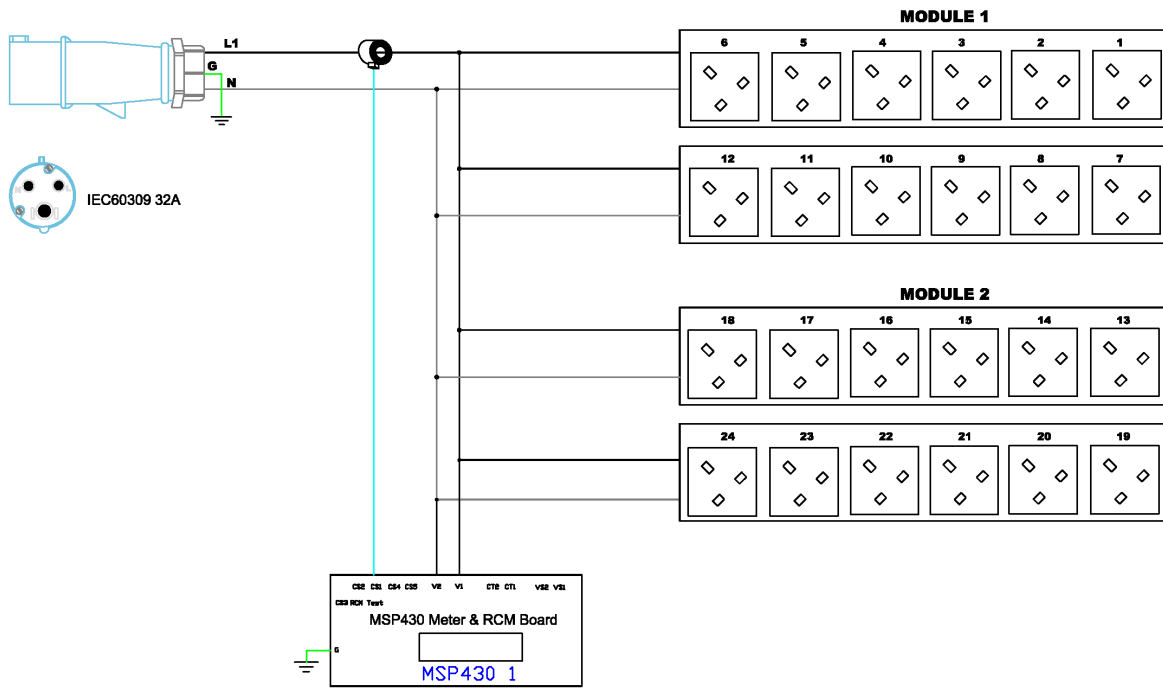 MODULE 1
L1
G
N
6 5 4 3 2 1
12 11 10 9 8 7
IEC60309 32A
MODULE 2
18 17 16 15 14 13
24 23 22 21 20 19
CS2 CS1 CS4 CS5 V2 V1 CT2 CT1 VS2 VS1
CS3 RCM Test
MSP430 Meter & RCM Board
G
MSP430 1